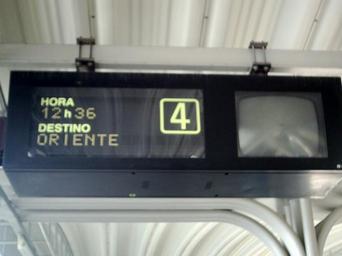 HORA
12h36
4
DESTINO
ORIENTE